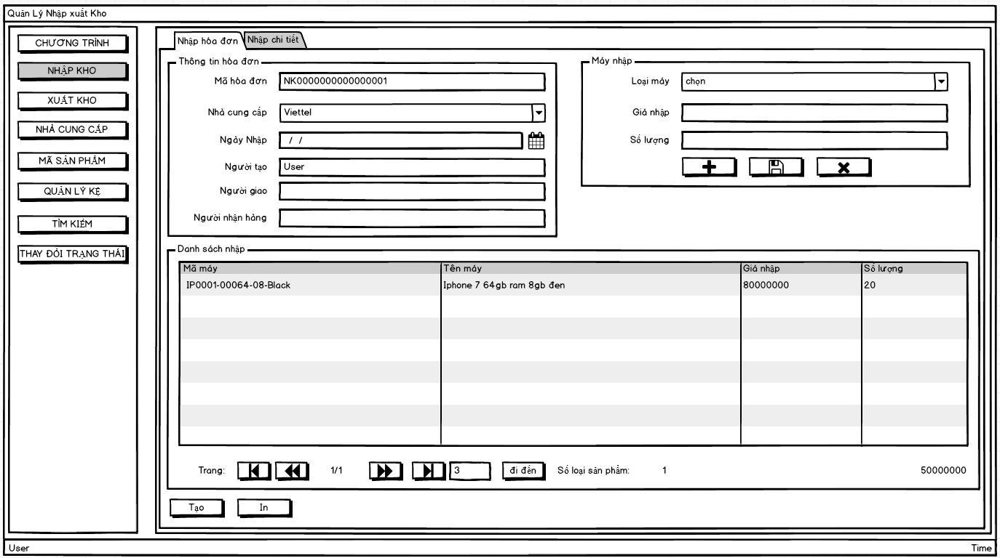 Quản Lý Nhập xuất Kho
CHƯƠNG TRÌNH
NHẬP KHO
XUẤT KHO
NHÀ CUNG CẤP
MÃ SẢN PHẨM
QUẢN LÝ KỆ
TÌM KIẾM
THAY ĐỔI TRẠNG THÁI
Nhập hóa đơn
Nhập chi tiết
Thông tin hóa đơn
Mã hóa đơn NK0000000000000001
Nhà cung cấp Viettel
Ngày Nhập / /
Người tạo User
Người giao
Người nhận hàng
Máy nhập
Loại máy chọn
Giá nhập
Số lượng
Danh sách nhập
Mã máy Tên máy Giá nhập Số lượng
IP0001-00064-08-Black Iphone 7 64gb ram 8gb đen 80000000 20
Trang: 1/1 3 đi đến Số loại sản phẩm: 1 50000000
Tạo In
User Time